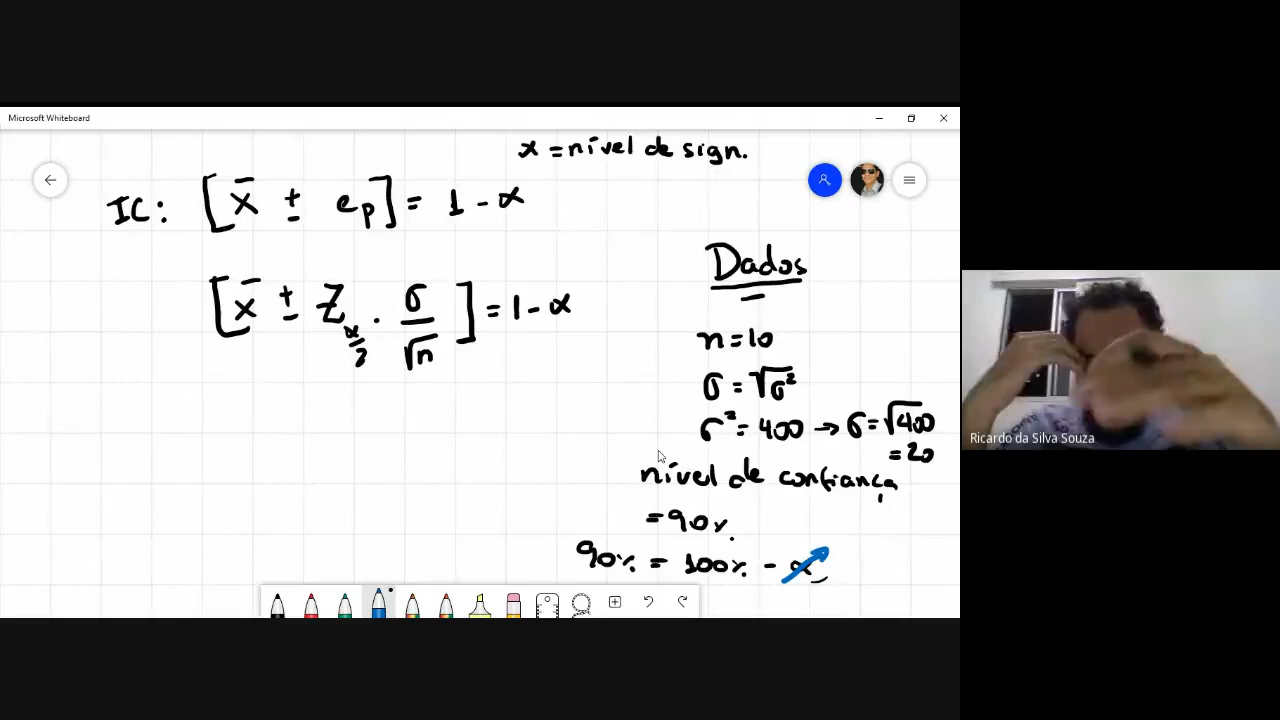 Microsoft Whiteboard
α = nível de sign.
IC: [x̄ ± ep] = 1 - α
[x̄ ± Zα/2 . σ/√n] = 1 - α
Dados
n = 10
σ = √σ²
σ² = 400 → σ = √400
= 20
nível de confiança
= 90%.
90% = 100% - α
Ricardo da Silva Souza